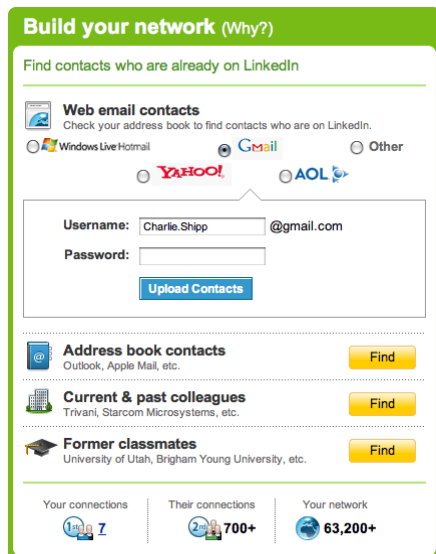 Build your network (Why?)
Find contacts who are already on LinkedIn
Web email contacts
Check your address book to find contacts who are on LinkedIn.
Windows Live Hotmail Gmail Other
YAHOO! AOL
Username: Charlie.Shipp @gmail.com
Password:
Upload Contacts
Address book contacts
Outlook, Apple Mail, etc.
Find
Current & past colleagues
Trivani, Starcom Microsystems, etc.
Find
Former classmates
University of Utah, Brigham Young University, etc.
Find
Your connections Their connections Your network
1st 7 2nd 700+ 63,200+